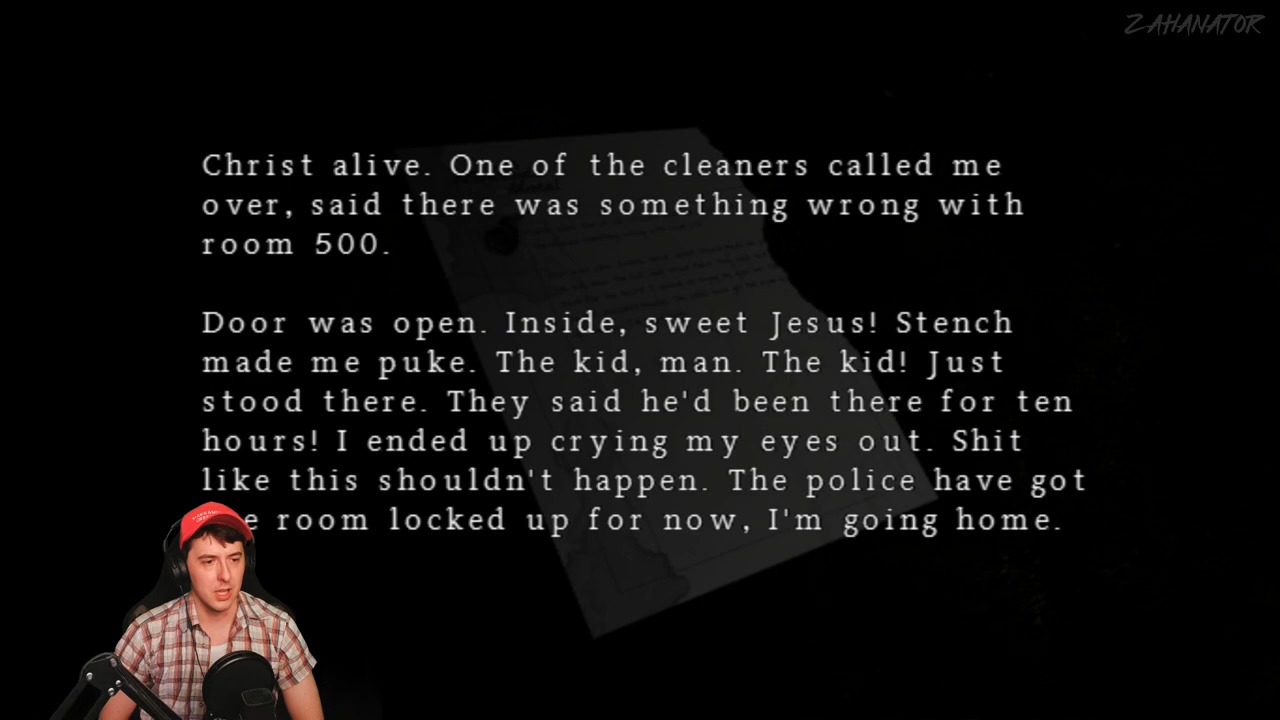 ZAHANATOR
Christ alive. One of the cleaners called me
over, said there was something wrong with
room 500.
Door was open. Inside, sweet Jesus! Stench
made me puke. The kid, man. The kid! Just
stood there. They said he'd been there for ten
hours! I ended up crying my eyes out. Shit
like this shouldn't happen. The police have got
room locked up for now, I'm going home.